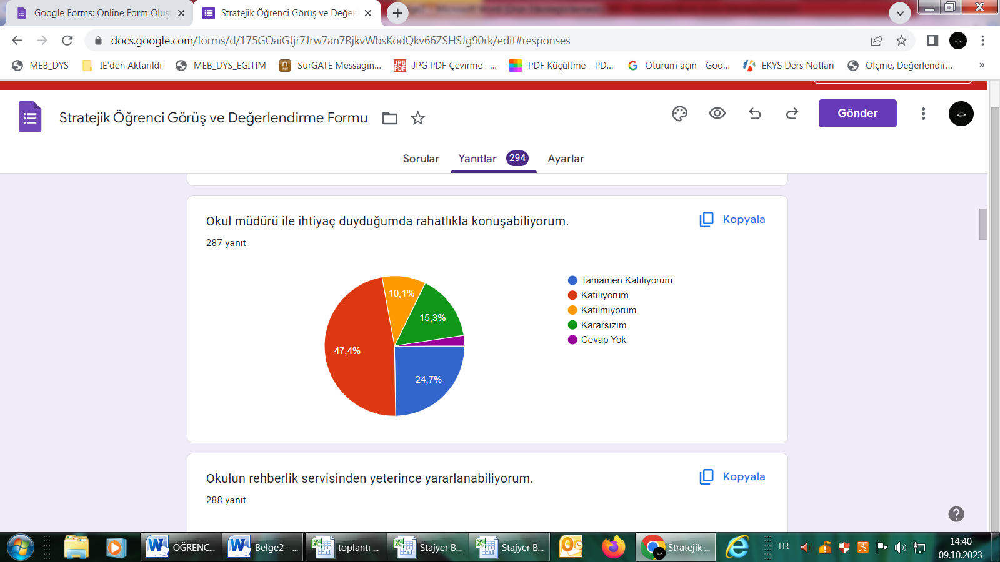 Google Forms: Online Form Oluşt
Stratejik Öğrenci Görüş ve Değerl
docs.google.com/forms/d/175GOaiGJjr7Jrw7an7RjkvWbsKodQkv66ZSHSJg90rk/edit#responses
MEB_DYS
IE'den Aktarıldı
MEB_DYS_EGITIM
SurGATE Messagin...
JPG PDF Çevirme –...
PDF Küçültme - PD...
Oturum açın - Goo...
EKYS Ders Notları
Ölçme, Değerlendir...
»
Stratejik Öğrenci Görüş ve Değerlendirme Formu
Gönder
Sorular
Yanıtlar 294
Ayarlar
Okul müdürü ile ihtiyaç duyduğumda rahatlıkla konuşabiliyorum.
Kopyala
287 yanıt
10,1%
15,3%
47,4%
24,7%
Tamamen Katılıyorum
Katılıyorum
Katılmıyorum
Kararsızım
Cevap Yok
Okulun rehberlik servisinden yeterince yararlanabiliyorum.
Kopyala
288 yanıt
ÖĞRENC...
Belge2 - ...
toplantı ...
Stajyer B...
Stajyer B...
Stratejik ...
TR
14:40
09.10.2023